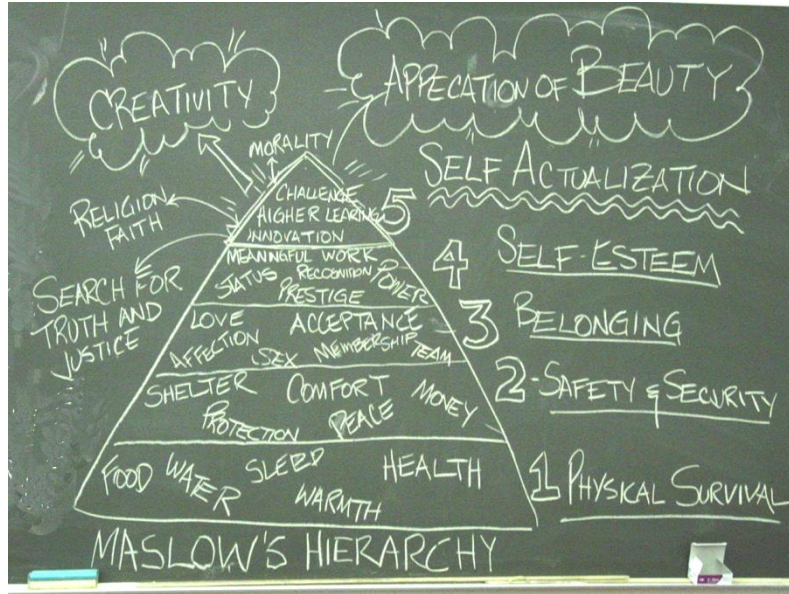 CREATIVITY
APPECATION OF BEAUTY
MORALITY
SELF ACTUALIZATION
RELIGION
FAITH
CHALLENGE
HIGHER LEARING
INNOVATION
5
SEARCH FOR
TRUTH AND
JUSTICE
MEANINGFUL WORK
STATUS RECOGNITION POWER
PRESTIGE
4 SELF-ESTEEM
LOVE ACCEPTANCE
AFFECTION SEX MEMBERSHIP TEAM
3 BELONGING
SHELTER COMFORT MONEY
PROTECTION PEACE
2-SAFETY & SECURITY
FOOD WATER SLEEP HEALTH
WARMTH
1 PHYSICAL SURVIVAL
MASLOW'S HIERARCHY